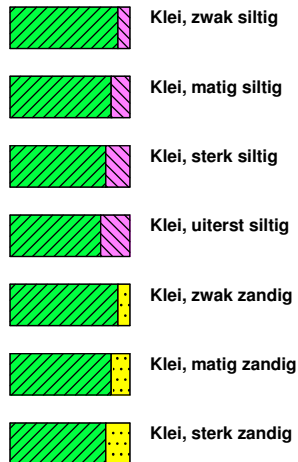 Klei, zwak siltig
Klei, matig siltig
Klei, sterk siltig
Klei, uiterst siltig
Klei, zwak zandig
Klei, matig zandig
Klei, sterk zandig